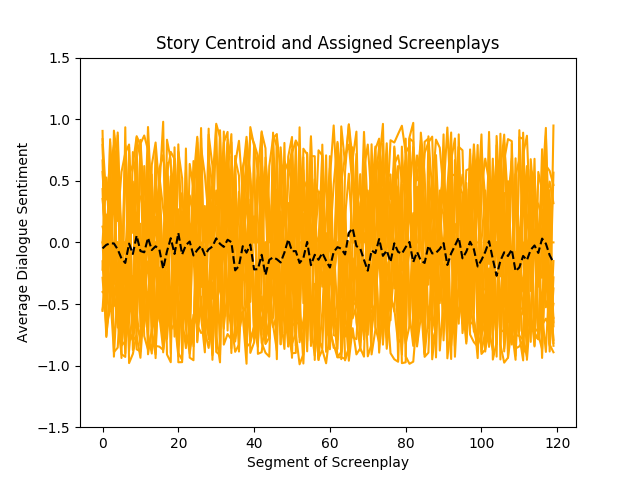 Story Centroid and Assigned Screenplays
1.5
1.0
0.5
0.0
−0.5
−1.0
−1.5
Average Dialogue Sentiment
0 20 40 60 80 100 120
Segment of Screenplay